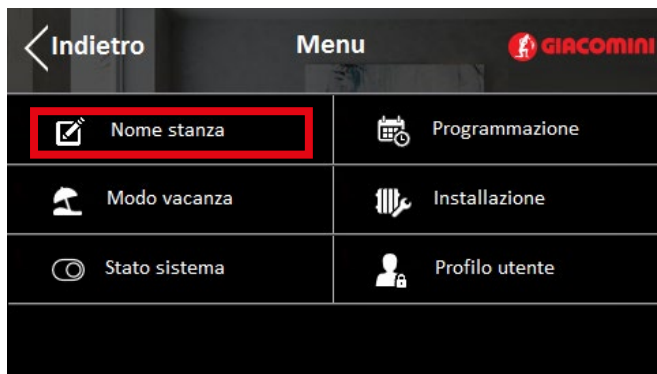 Indietro Menu GIACOMINI
Nome stanza Programmazione
Modo vacanza Installazione
Stato sistema Profilo utente